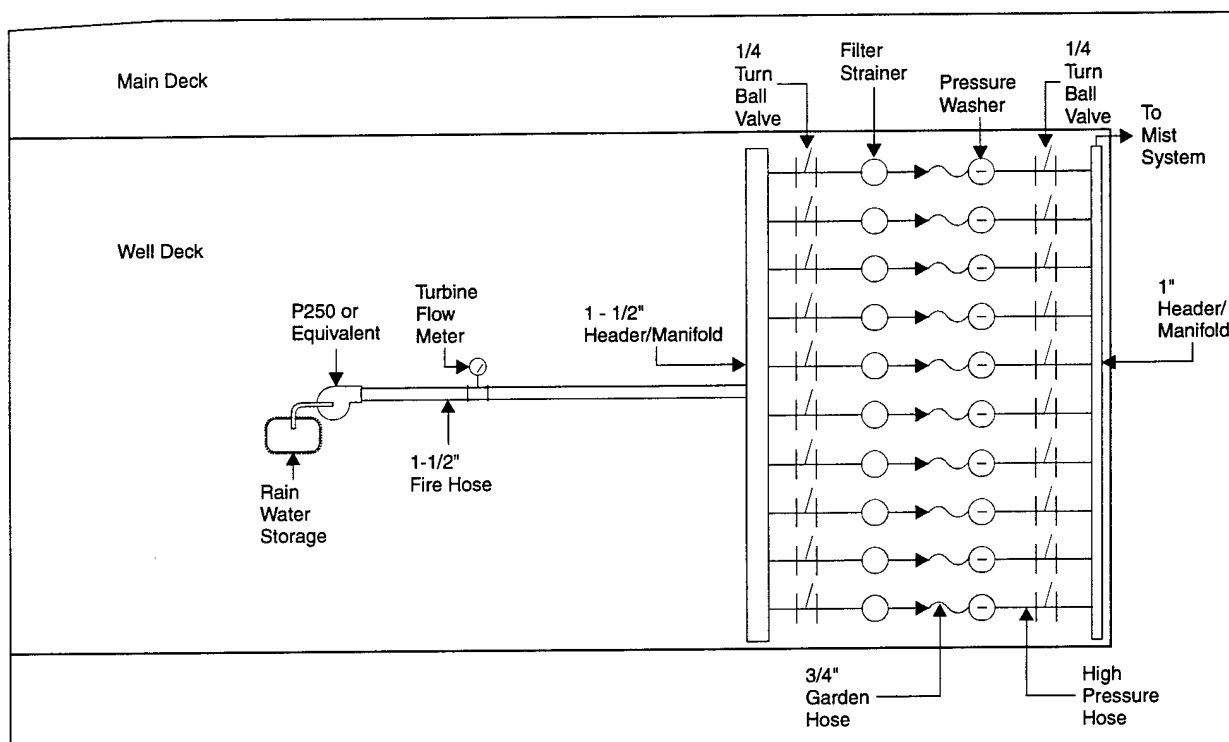 1/4
Turn
Ball
Valve
Filter
Strainer
Pressure
Washer
1/4
Turn
Ball
Valve
To
Mist
System
Main Deck
Well Deck
P250 or
Equivalent
Turbine
Flow
Meter
1 - 1/2"
Header/Manifold
1"
Header/
Manifold
1-1/2"
Fire Hose
Rain
Water
Storage
3/4"
Garden
Hose
High
Pressure
Hose